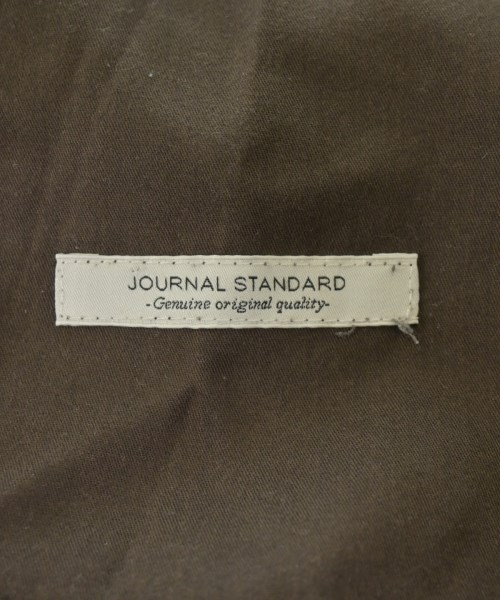 JOURNAL STANDARD
-Genuine original quality-